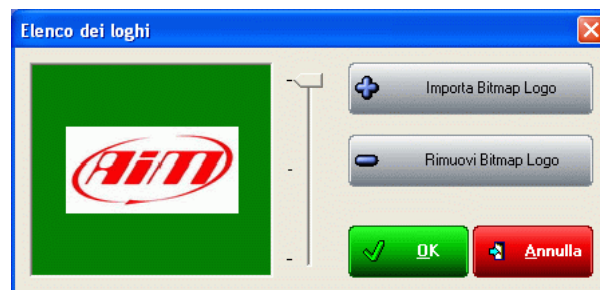 Elenco dei loghi
AiM
Importa Bitmap Logo
Rimuovi Bitmap Logo
OK
Annulla